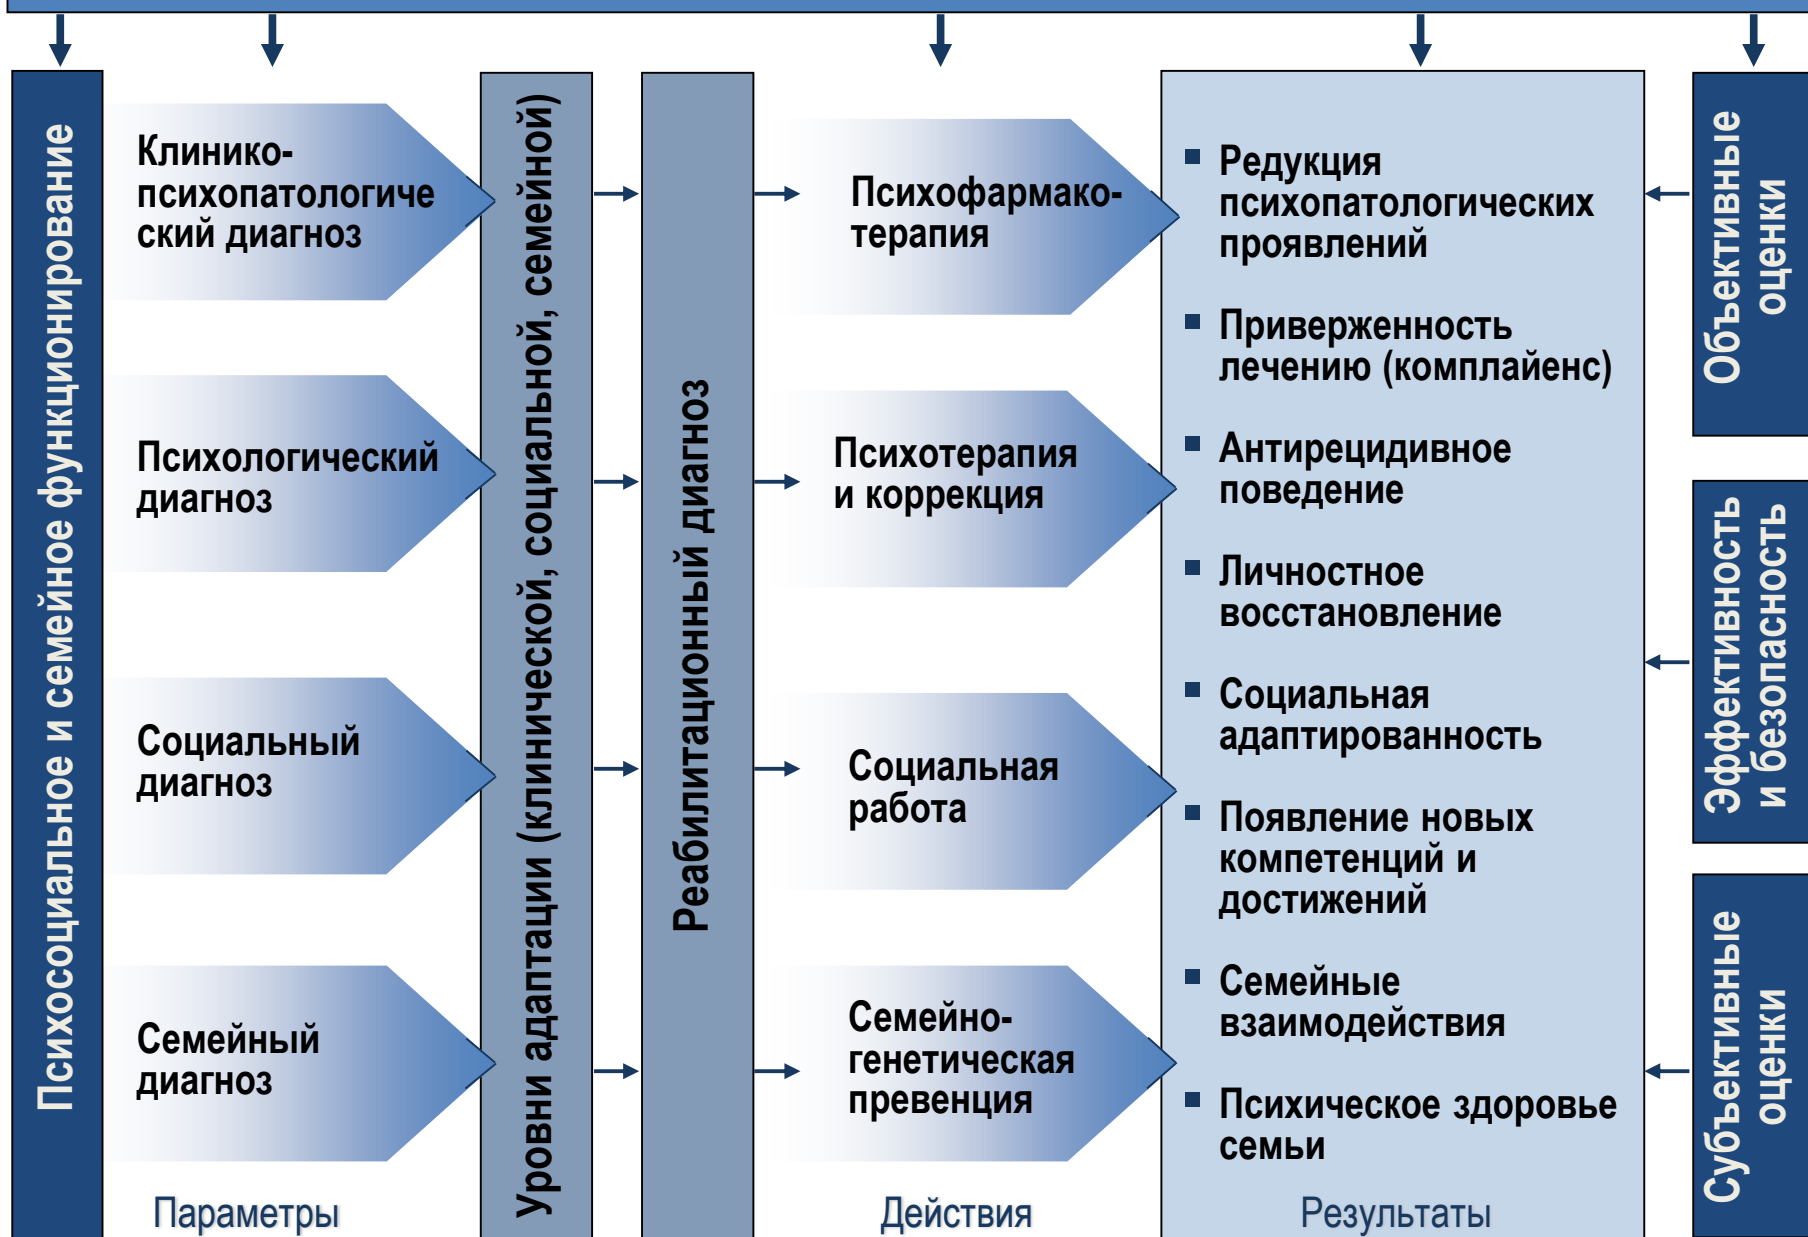 Психосоциальное и семейное функционирование
Клинико-
психопатологиче
ский диагноз
Психологический
диагноз
Социальный
диагноз
Семейный
диагноз
Параметры
Уровни адаптации (клинической, социальной, семейной)
Реабилитационный диагноз
Психофармако-
терапия
Психотерапия
и коррекция
Социальная
работа
Семейно-
генетическая
превенция
Действия
Редукция
психопатологических
проявлений
Приверженность
лечению (комплайенс)
Антирецидивное
поведение
Личностное
восстановление
Социальная
адаптированность
Появление новых
компетенций и
достижений
Семейные
взаимодействия
Психическое здоровье
семьи
Результаты
Объективные
оценки
Эффективность
и безопасность
Субъективные
оценки